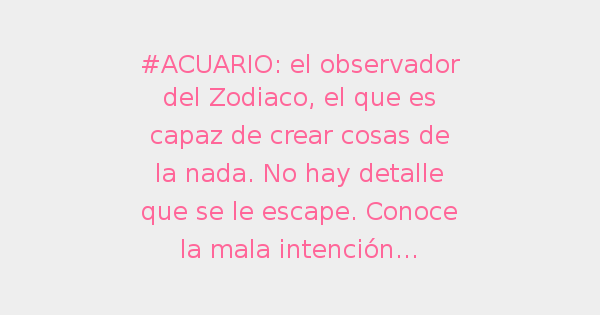 #ACUARIO: el observador
del Zodiaco, el que es
capaz de crear cosas de
la nada. No hay detalle
que se le escape. Conoce
la mala intención...